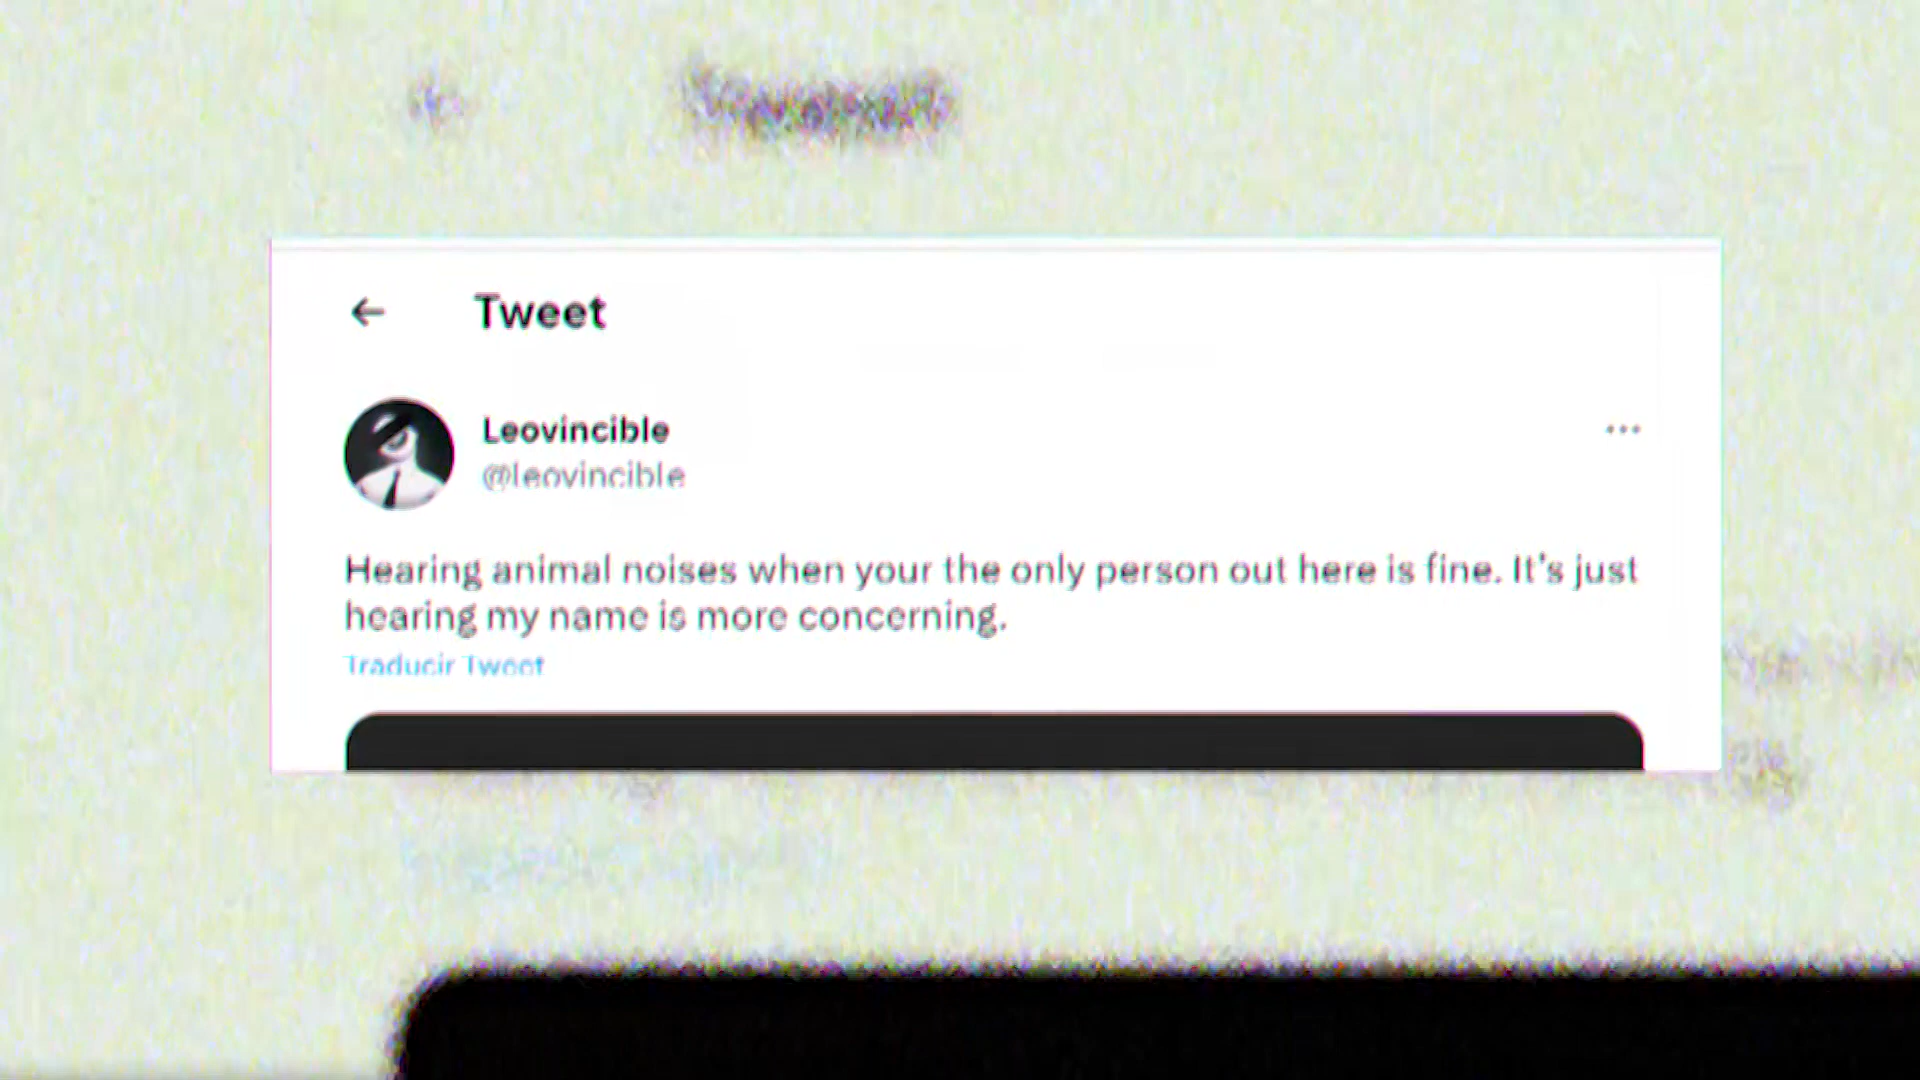 Tweet
Leovincible
@leovincible
Hearing animal noises when your the only person out here is fine. It's just
hearing my name is more concerning.
Traducir Tweet